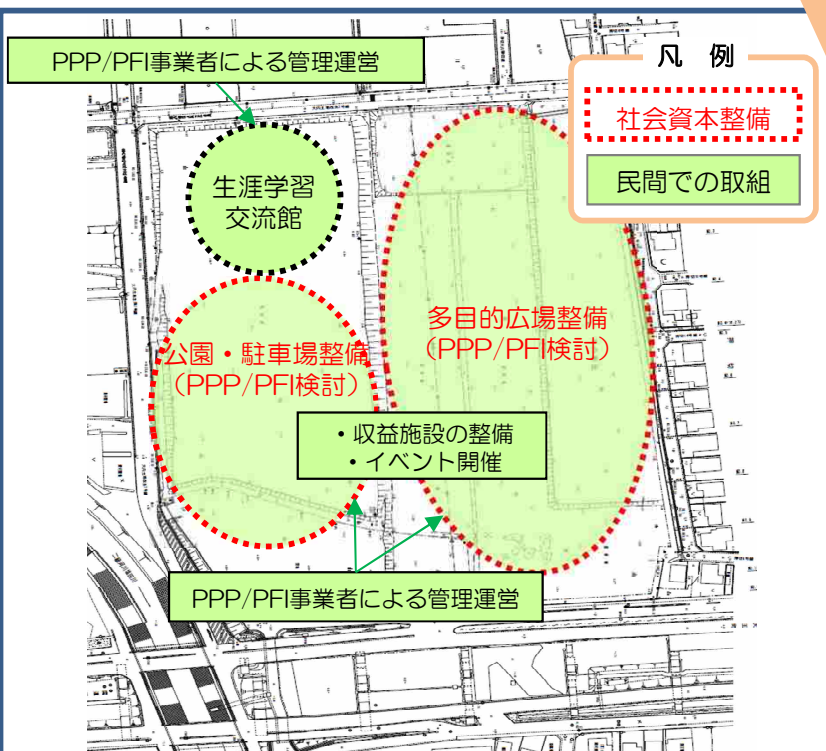 PPP/PFI事業者による管理運営
凡 例
社会資本整備
民間での取組
生涯学習
交流館
公園・駐車場整備
（PPP/PFI検討）
多目的広場整備
（PPP/PFI検討）
・収益施設の整備
・イベント開催
PPP/PFI事業者による管理運営